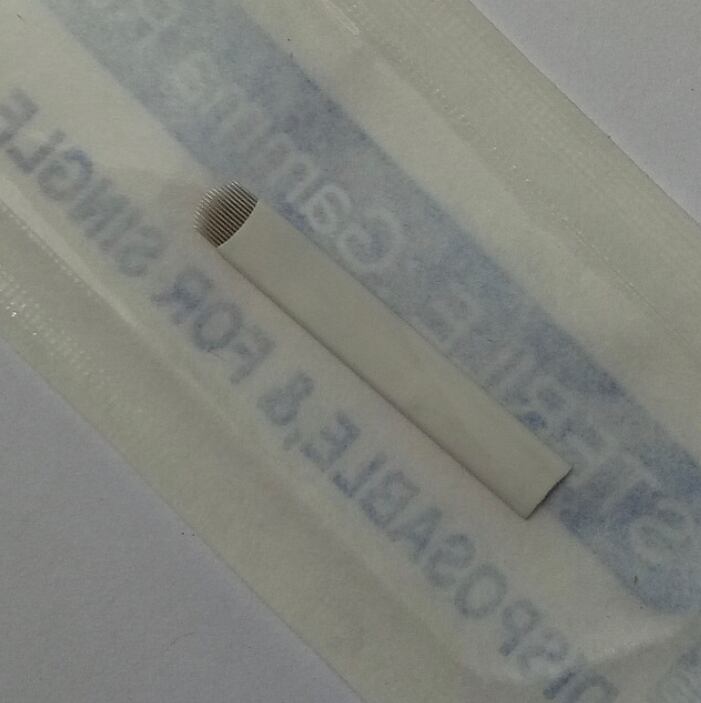 STERILE Gamma
DISPOSABLE, & FOR SINGLE